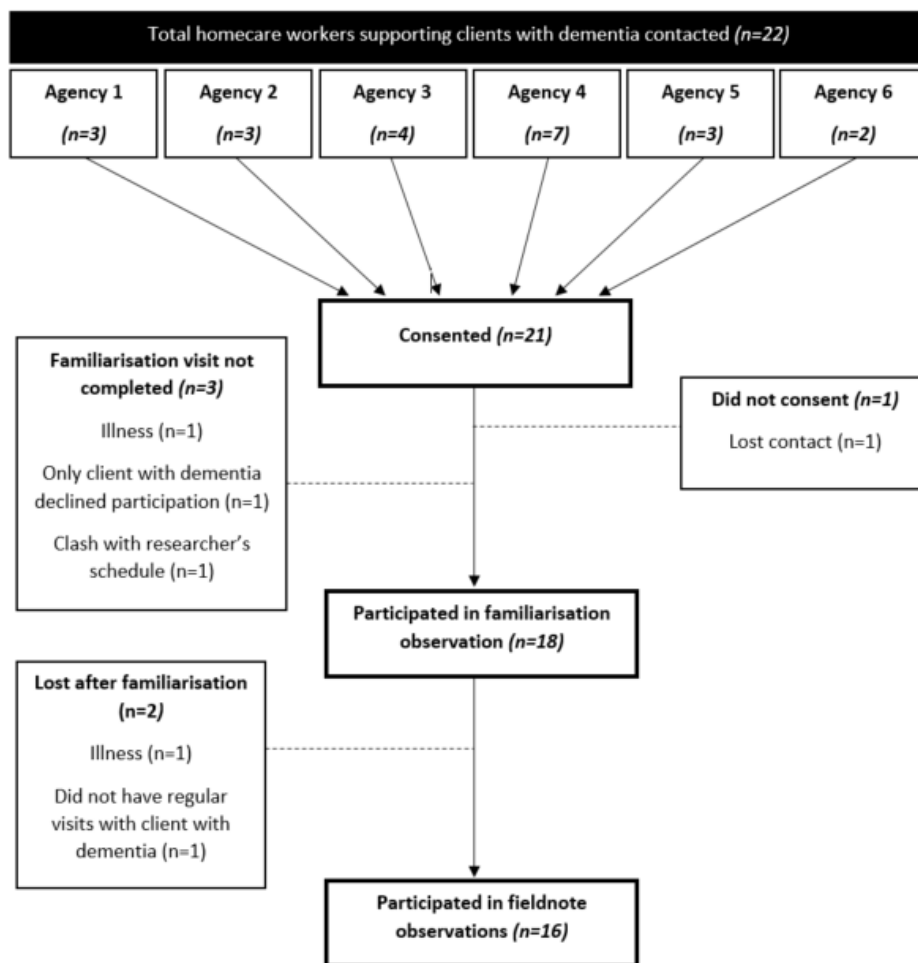 Total homecare workers supporting clients with dementia contacted (n=22)
Agency 1
(n=3)
Agency 2
(n=3)
Agency 3
(n=4)
Agency 4
(n=7)
Agency 5
(n=3)
Agency 6
(n=2)
Consented (n=21)
Familiarisation visit not
completed (n=3)
Illness (n=1)
Only client with dementia
declined participation (n=1)
Clash with researcher’s
schedule (n=1)
Did not consent (n=1)
Lost contact (n=1)
Participated in familiarisation
observation (n=18)
Lost after familiarisation
(n=2)
Illness (n=1)
Did not have regular
visits with client with
dementia (n=1)
Participated in fieldnote
observations (n=16)